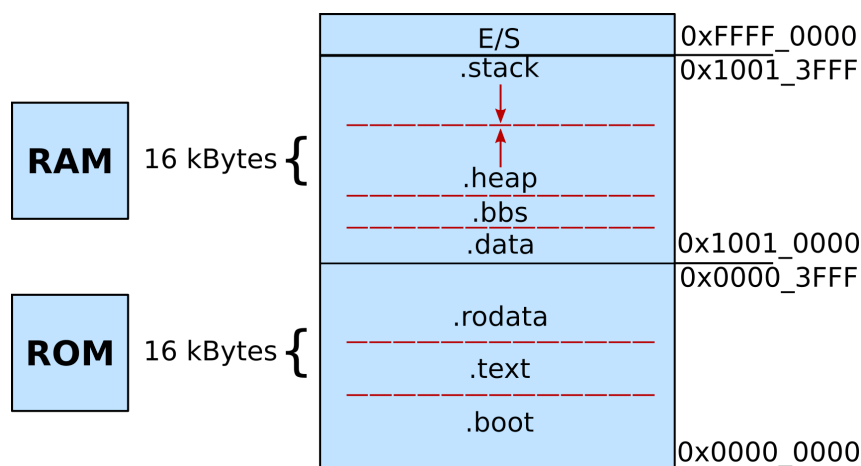 E/S
0xFFFF_0000
.stack
0x1001_3FFF
RAM
16 kBytes {
.heap
.bbs
.data
0x1001_0000
0x0000_3FFF
.rodata
ROM
16 kBytes {
.text
.boot
0x0000_0000